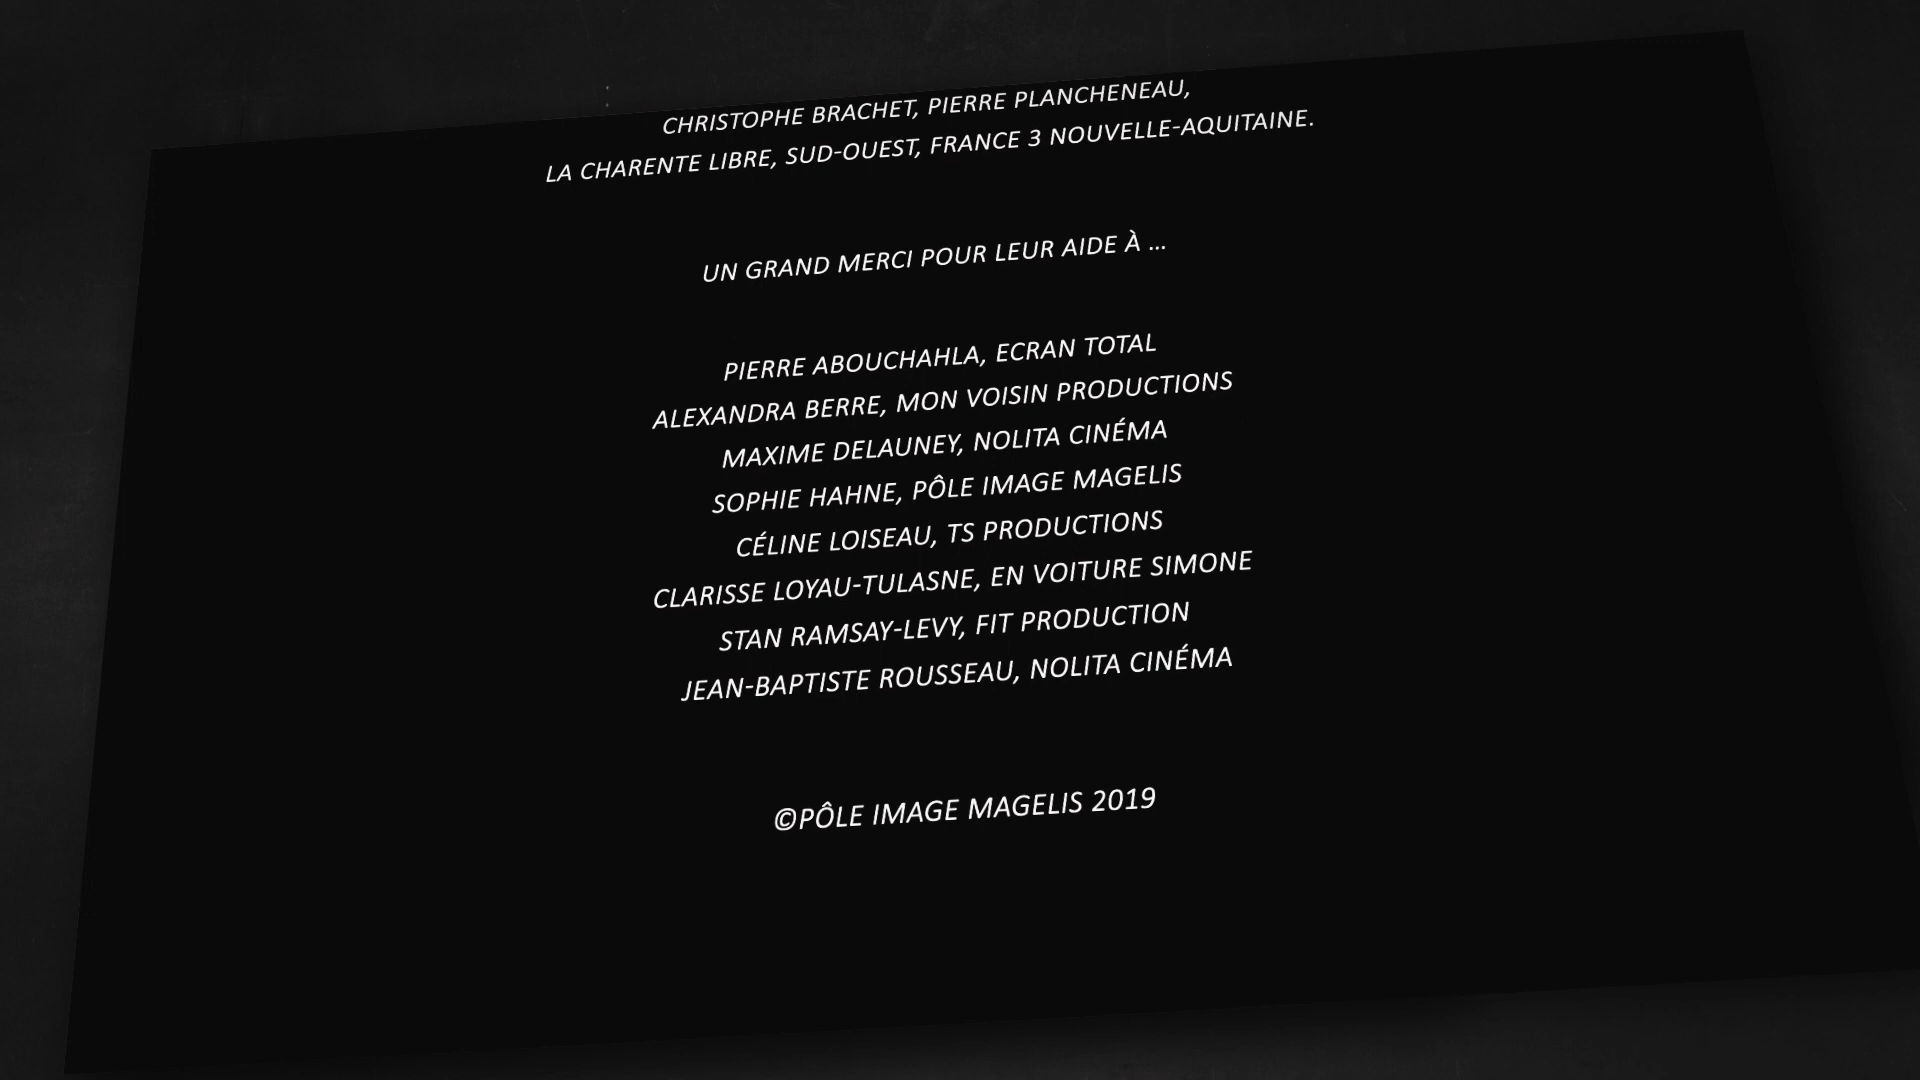 CHRISTOPHE BRACHET, PIERRE PLANCHENEAU,
LA CHARENTE LIBRE, SUD-OUEST, FRANCE 3 NOUVELLE-AQUITAINE.
UN GRAND MERCI POUR LEUR AIDE À ...
PIERRE ABOUCHAHLA, ECRAN TOTAL
ALEXANDRA BERRE, MON VOISIN PRODUCTIONS
MAXIME DELAUNEY, NOLITA CINÉMA
SOPHIE HAHNE, PÔLE IMAGE MAGELIS
CÉLINE LOISEAU, TS PRODUCTIONS
CLARISSE LOYAU-TULASNE, EN VOITURE SIMONE
STAN RAMSAY-LEVY, FIT PRODUCTION
JEAN-BAPTISTE ROUSSEAU, NOLITA CINÉMA
©PÔLE IMAGE MAGELIS 2019